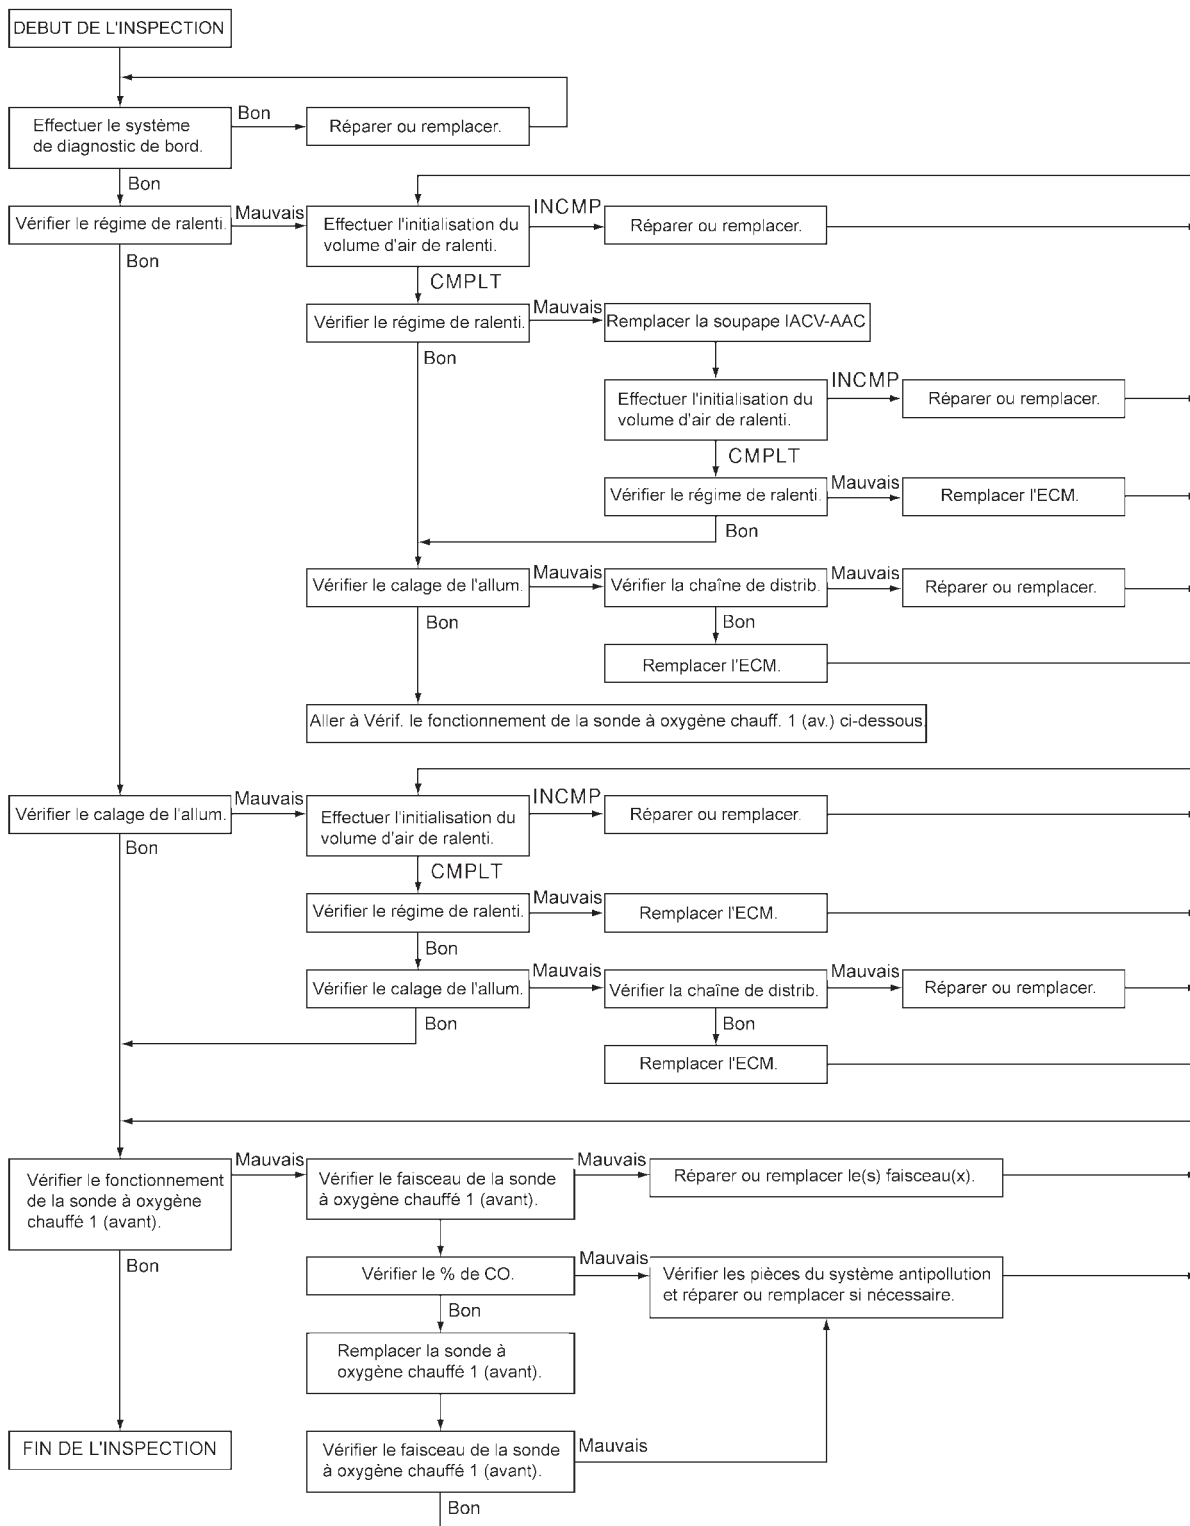 DEBUT DE L'INSPECTION
Effectuer le système
de diagnostic de bord.
Bon
Réparer ou remplacer.
Bon
Vérifier le régime de ralenti.
Mauvais
Effectuer l'initialisation du
volume d'air de ralenti.
INCMP
Réparer ou remplacer.
Bon
CMPLT
Vérifier le régime de ralenti.
Mauvais
Remplacer la soupape IACV-AAC
Bon
Effectuer l'initialisation du
volume d'air de ralenti.
INCMP
Réparer ou remplacer.
CMPLT
Vérifier le régime de ralenti.
Mauvais
Remplacer l'ECM.
Bon
Vérifier le calage de l'allum.
Mauvais
Vérifier la chaîne de distrib.
Mauvais
Réparer ou remplacer.
Bon
Bon
Remplacer l'ECM.
Aller à Vérif. le fonctionnement de la sonde à oxygène chauff. 1 (av.) ci-dessous.
Vérifier le calage de l'allum.
Mauvais
Effectuer l'initialisation du
volume d'air de ralenti.
INCMP
Réparer ou remplacer.
Bon
CMPLT
Vérifier le régime de ralenti.
Mauvais
Remplacer l'ECM.
Bon
Vérifier le calage de l'allum.
Mauvais
Vérifier la chaîne de distrib.
Mauvais
Réparer ou remplacer.
Bon
Bon
Remplacer l'ECM.
Vérifier le fonctionnement
de la sonde à oxygène
chauffé 1 (avant).
Mauvais
Vérifier le faisceau de la sonde
à oxygène chauffé 1 (avant).
Mauvais
Réparer ou remplacer le(s) faisceau(x).
Bon
Vérifier le % de CO.
Mauvais
Vérifier les pièces du système antipollution
et réparer ou remplacer si nécessaire.
Bon
Remplacer la sonde à
oxygène chauffé 1 (avant).
FIN DE L'INSPECTION
Vérifier le faisceau de la sonde
à oxygène chauffé 1 (avant).
Mauvais
Bon